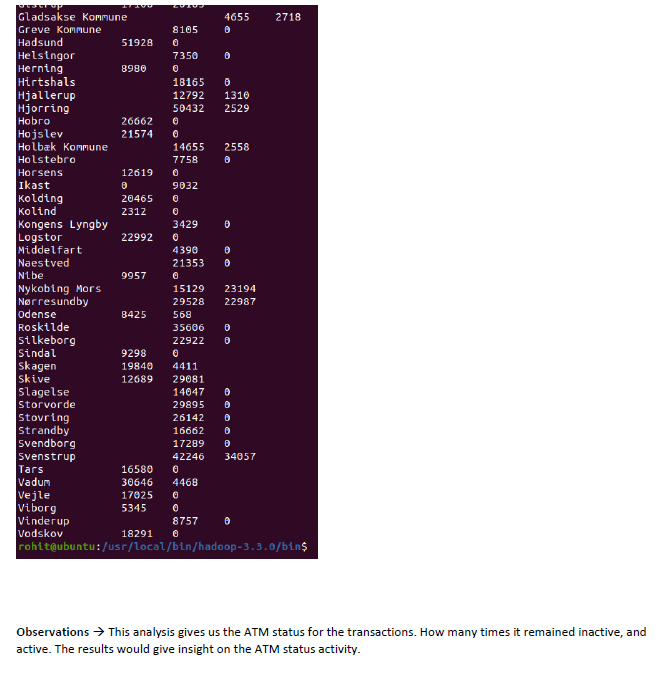 Gladsakse Kommune 4655 2718
Greve Kommune 8105 0
Hadsund 51928 0
Helsingor 7350 0
Herning 8980 0
Hirtshals 18165 0
Hjallerup 12792 1310
Hjorring 50432 2529
Hobro 26662 0
Hojslev 21574 0
Holbæk Kommune 14655 2558
Holstebro 7758 0
Horsens 12619 0
Ikast 0 9032
Kolding 20465 0
Kolind 2312 0
Kongens Lyngby 3429 0
Logstor 22992 0
Middelfart 4390 0
Naestved 21353 0
Nibe 9957 0
Nykobing Mors 15129 23194
Nørresundby 29528 22987
Odense 8425 568
Roskilde 35606 0
Silkeborg 22922 0
Sindal 9298 0
Skagen 19840 4411
Skive 12689 29081
Slagelse 14047 0
Storvorde 29895 0
Stovring 26142 0
Strandby 16662 0
Svendborg 17289 0
Svenstrup 42246 34057
Tars 16580 0
Vadum 30646 4468
Vejle 17025 0
Viborg 5345 0
Vinderup 8757 0
Vodskov 18291 0
rohit@ubuntu:/usr/local/bin/hadoop-3.3.0/bin$
Observations → This analysis gives us the ATM status for the transactions. How many times it remained inactive, and
active. The results would give insight on the ATM status activity.